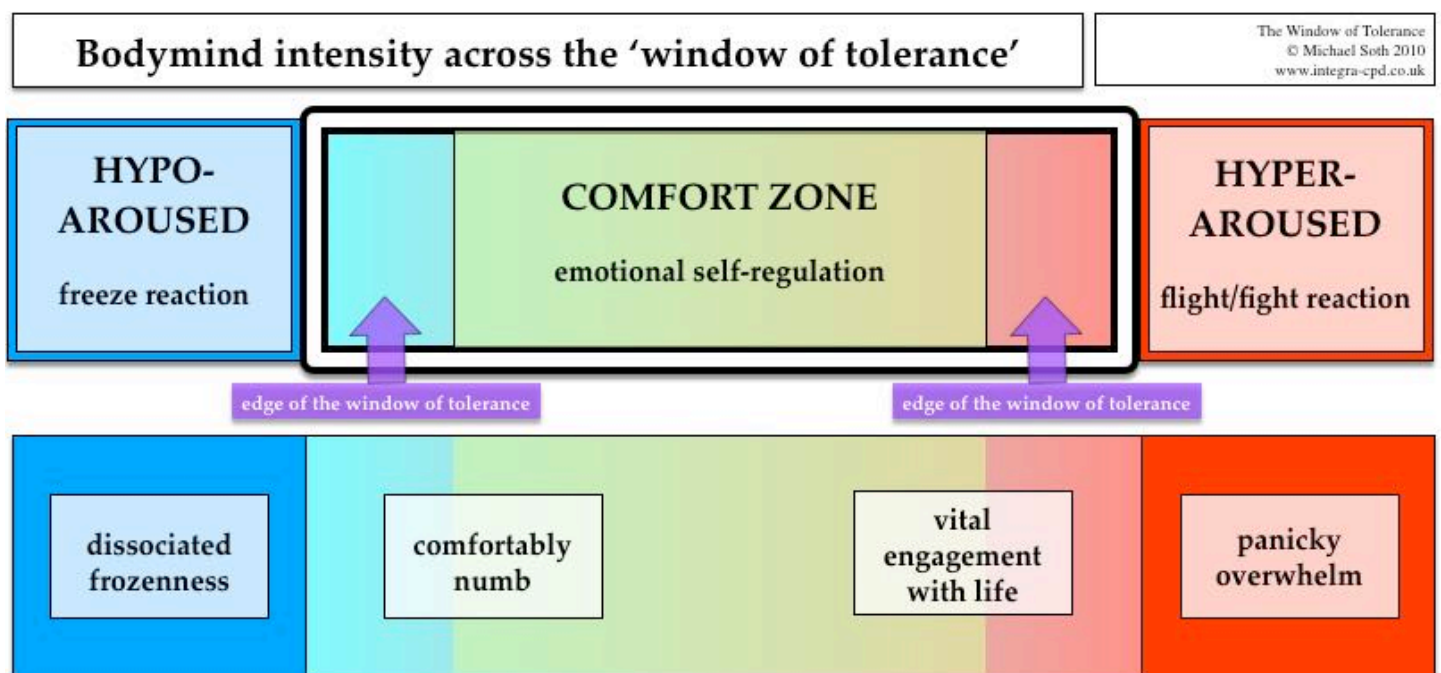 Bodymind intensity across the ‘window of tolerance’
The Window of Tolerance
© Michael Soth 2010
www.integra-cpd.co.uk
HYPO-
AROUSED
freeze reaction
COMFORT ZONE
emotional self-regulation
HYPER-
AROUSED
flight/fight reaction
edge of the window of tolerance
edge of the window of tolerance
dissociated
frozenness
comfortably
numb
vital
engagement
with life
panicky
overwhelm